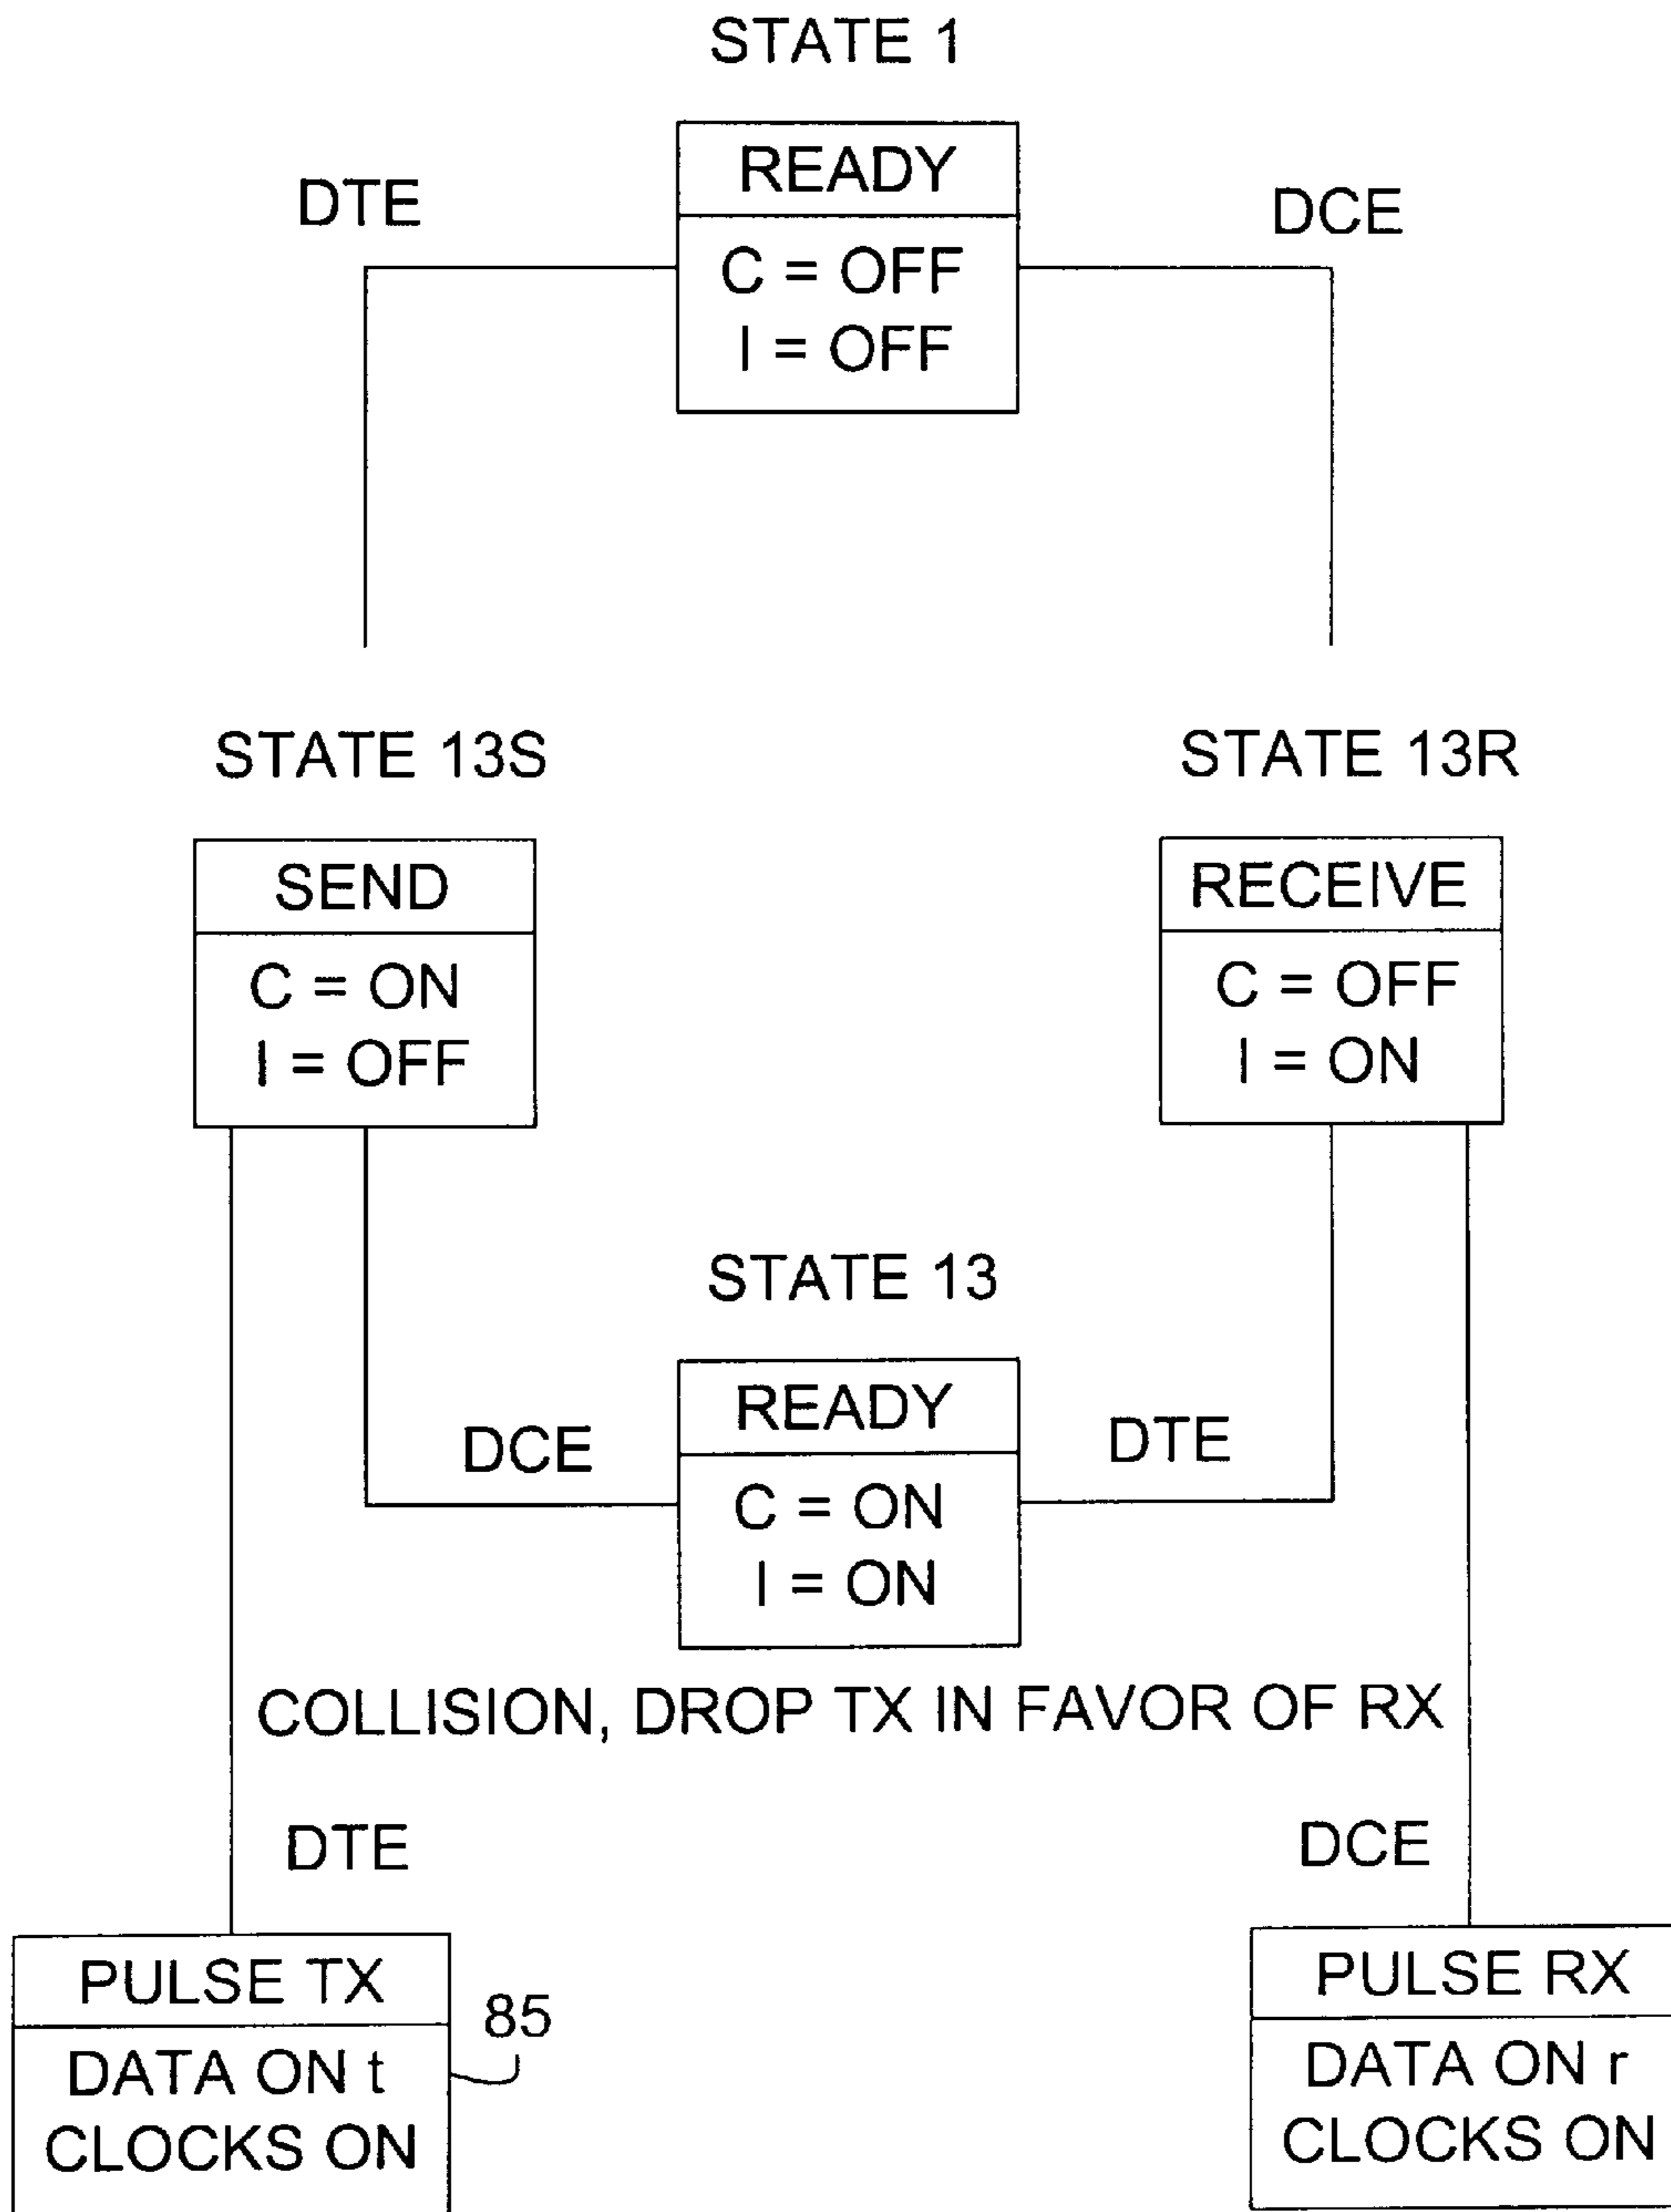 STATE 1
READY
DTE
DCE
C = OFF
I = OFF
STATE 13S
STATE 13R
SEND
C = ON
I = OFF
RECEIVE
C = OFF
I = ON
STATE 13
READY
DCE
DTE
C = ON
I = ON
COLLISION, DROP TX IN FAVOR OF RX
DTE
DCE
PULSE TX
85
DATA ON t
CLOCKS ON
PULSE RX
DATA ON r
CLOCKS ON